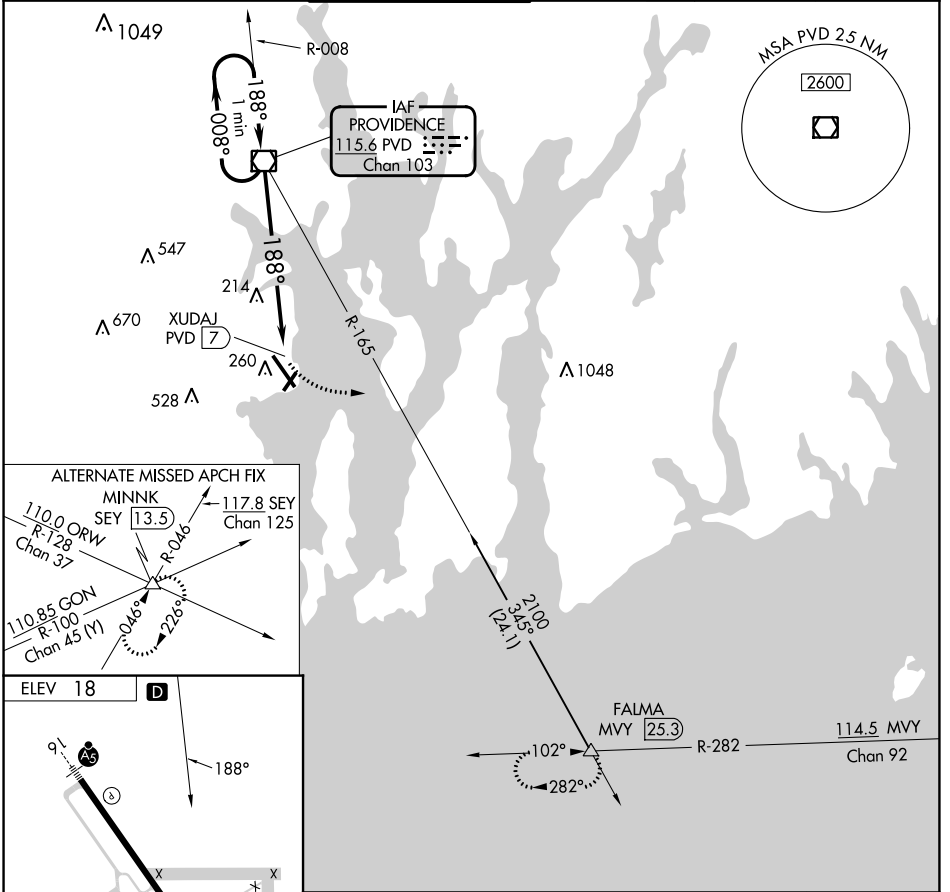 1049
R-008
188°
1 min
008°
IAF
PROVIDENCE
115.6 PVD
Chan 103
MSA PVD 25 NM
2600
188°
547
214
670
XUDAJ
PVD 7
260
528
R-165
1048
ALTERNATE MISSED APCH FIX
MINNK
SEY 13.5
117.8 SEY
Chan 125
110.0 ORW
R-128
Chan 37
R-046
110.85 GON
R-100
Chan 45 (Y)
046°
226°
2100
345°
(24.1)
FALMA
MVY 25.3
102°
282°
R-282
114.5 MVY
Chan 92
ELEV 18
D
188°
16
A5
P
X
X